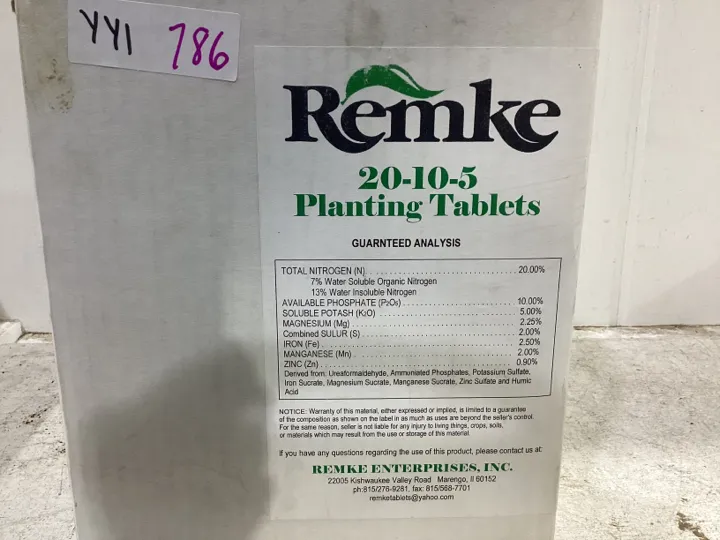 YY1 786
Remke
20-10-5
Planting Tablets
GUARNTEED ANALYSIS
TOTAL NITROGEN (N) 20.00%
7% Water Soluble Organic Nitrogen
13% Water Insoluble Nitrogen
AVAILABLE PHOSPHATE (P₂O₅) 10.00%
SOLUBLE POTASH (K₂O) 5.00%
MAGNESIUM (Mg) 2.25%
Combined SULUR (S) 2.00%
IRON (Fe) 2.50%
MANGANESE (Mn) 2.00%
ZINC (Zn) 0.90%
Derived from: Ureaformaldehyde, Ammoniated Phosphates, Potassium Sulfate,
Iron Sucrate, Magnesium Sucrate, Manganese Sucrate, Zinc Sulfate and Humic
Acid
NOTICE: Warranty of this material, either expressed or implied, is limited to a guarantee
of the composition as shown on the label in as much as uses are beyond the seller's control.
For the same reason, seller is not liable for any injury to living things, crops, soils,
or materials which may result from the use or storage of this material.
If you have any questions regarding the use of this product, please contact us at:
REMKE ENTERPRISES, INC.
22005 Kishwaukee Valley Road Marengo, Il 60152
ph:815/276-9281, fax: 815/568-7701
remketablets@yahoo.com